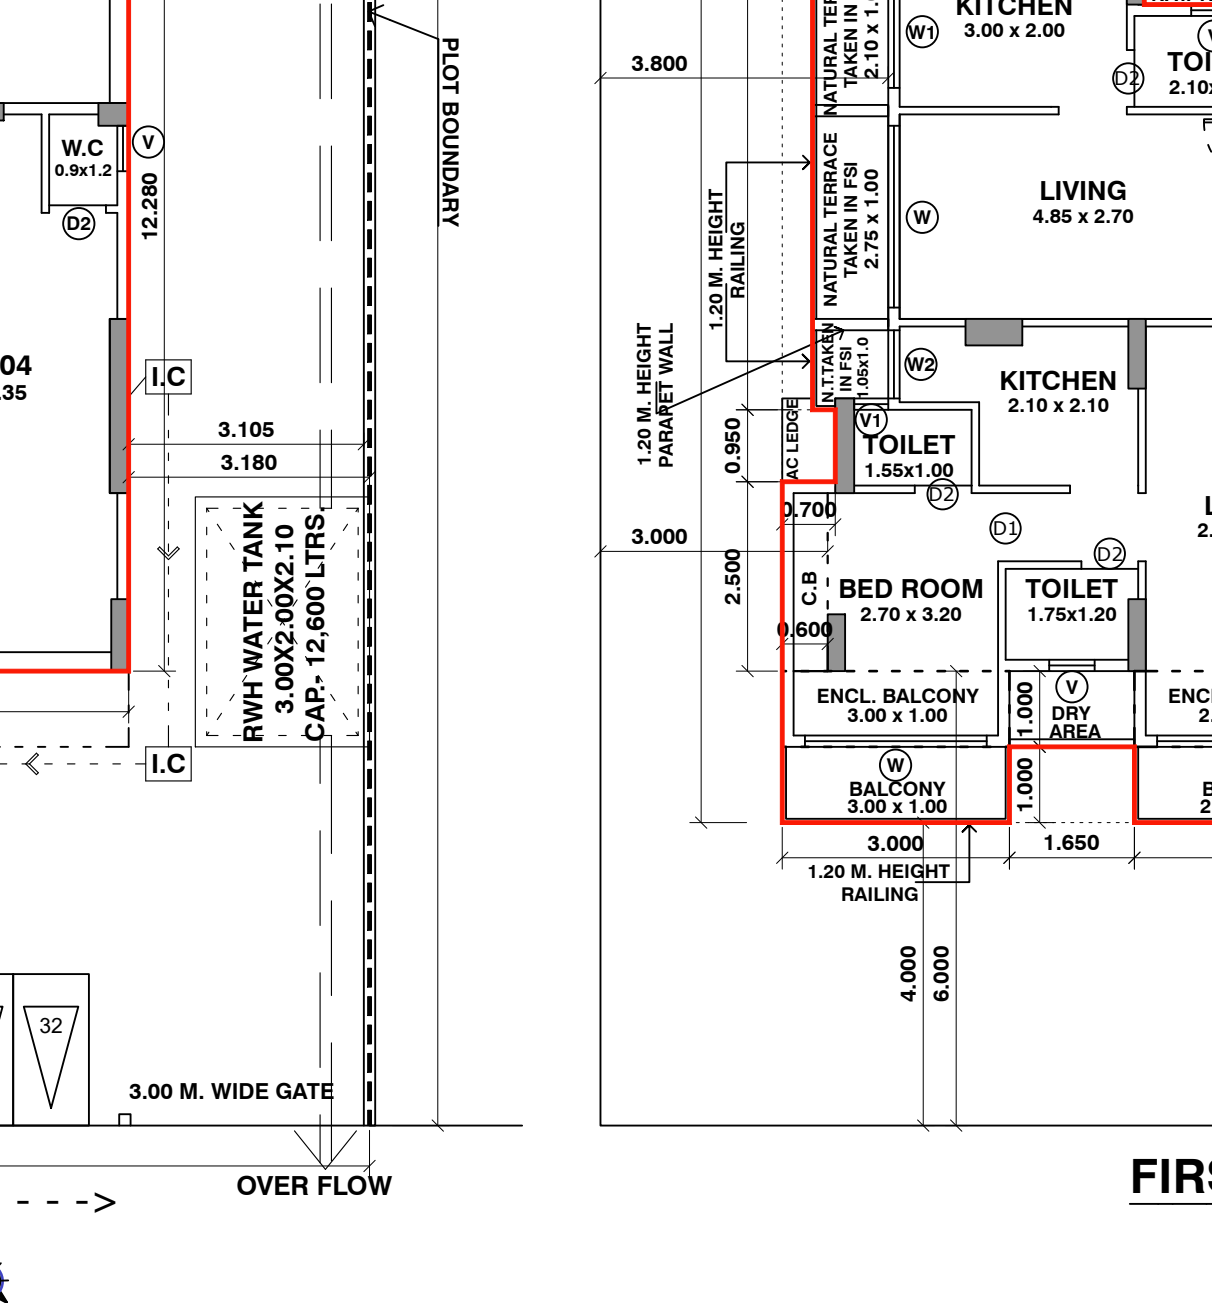 PLOT BOUNDARY
W.C
0.9x1.2
V
D2
12.280
04
.35
I.C
3.105
3.180
RWH WATER TANK
3.00X2.00X2.10
CAP.- 12,600 LTRS.
I.C
32
3.00 M. WIDE GATE
OVER FLOW
- - ->
3.800
NATURAL TER
TAKEN IN
2.10 x 1.
W1
KITCHEN
3.00 x 2.00
D2
TOI
2.10x
V
NATURAL TERRACE
TAKEN IN FSI
2.75 x 1.00
W
LIVING
4.85 x 2.70
1.20 M. HEIGHT
RAILING
1.20 M. HEIGHT
PARAPET WALL
N.T.TAKEN
IN FSI
1.05x1.0
W2
KITCHEN
2.10 x 2.10
AC LEDGE
0.950
V1
TOILET
1.55x1.00
D2
0.700
D1
3.000
2.500
C.B
D2
BED ROOM
2.70 x 3.20
TOILET
1.75x1.20
0.600
L
2.
ENCL. BALCONY
3.00 x 1.00
1.000
V
DRY
AREA
ENC
2.
W
BALCONY
3.00 x 1.00
1.000
B
2
3.000
1.650
1.20 M. HEIGHT
RAILING
4.000
6.000
FIRS